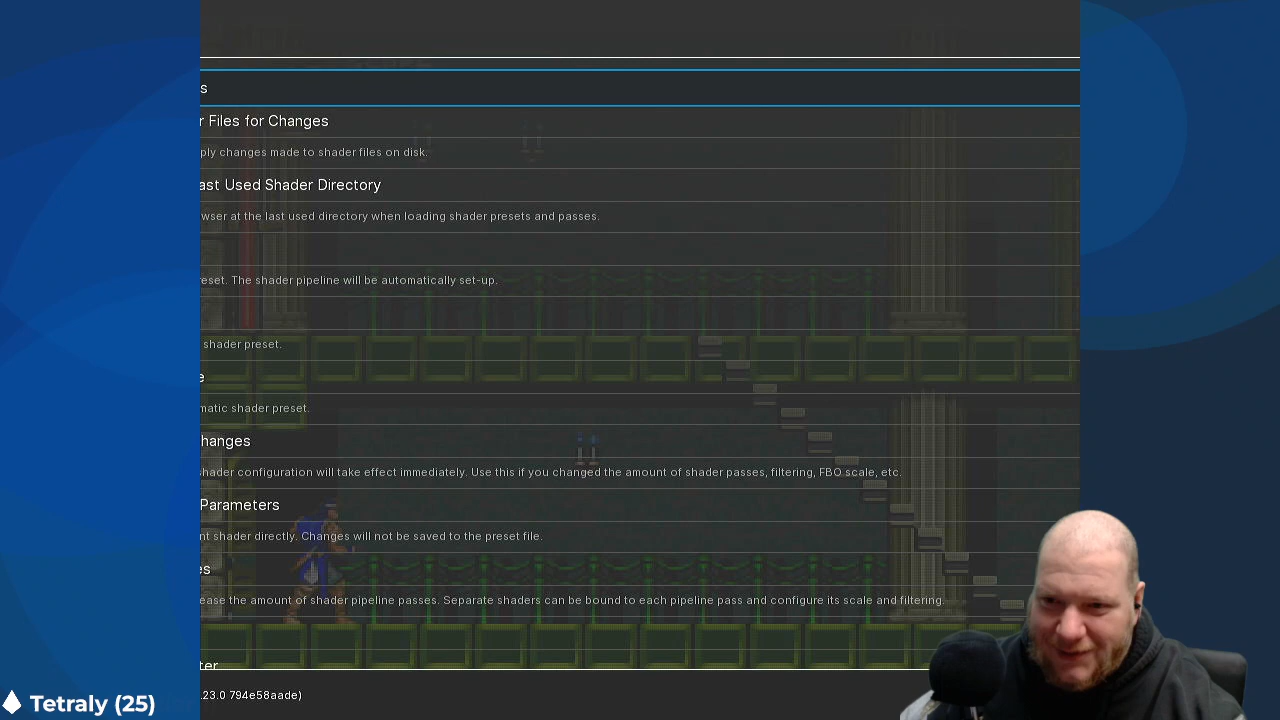 s
r Files for Changes
ply changes made to shader files on disk.
ast Used Shader Directory
wser at the last used directory when loading shader presets and passes.
reset. The shader pipeline will be automatically set-up.
shader preset.
e
matic shader preset.
hanges
shader configuration will take effect immediately. Use this if you changed the amount of shader passes, filtering, FBO scale, etc.
Parameters
nt shader directly. Changes will not be saved to the preset file.
es
ease the amount of shader pipeline passes. Separate shaders can be bound to each pipeline pass and configure its scale and filtering.
ter
.23.0 794e58aade)
Tetraly (25)